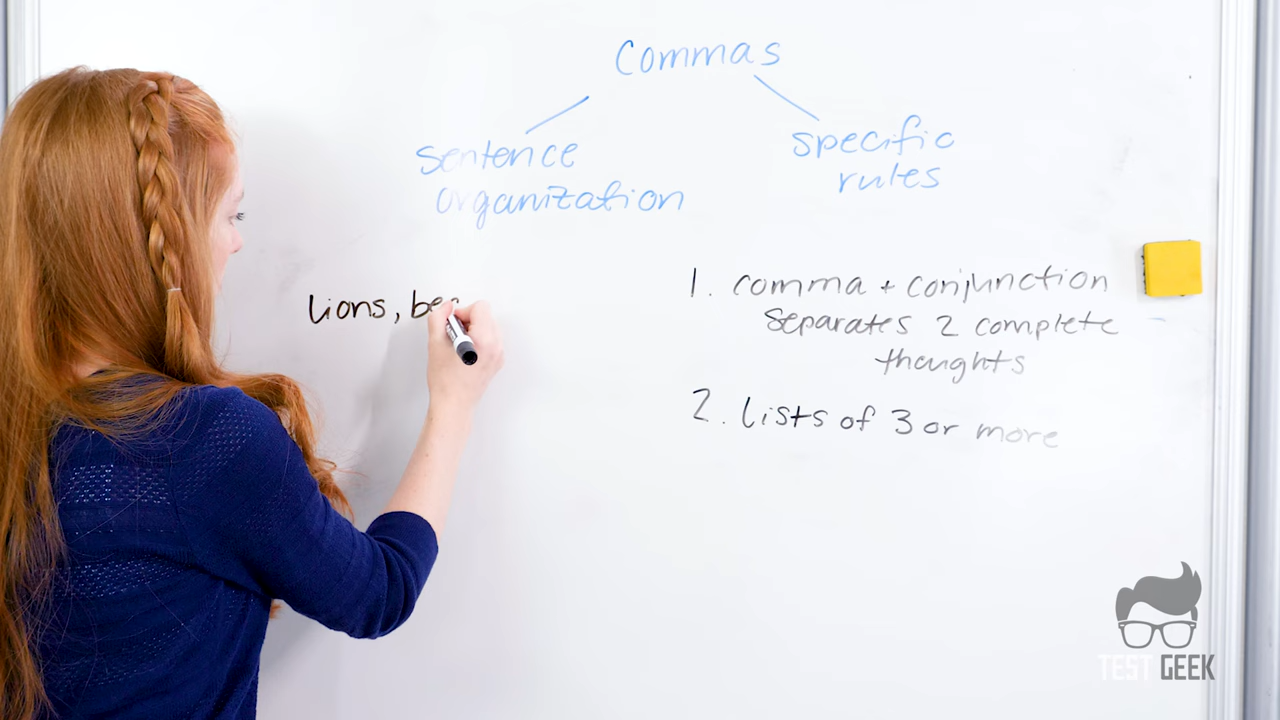 Commas
sentence
organization
specific
rules
lions,
1. comma + conjunction
separates 2 complete
thoughts
2. lists of 3 or more
TEST GEEK